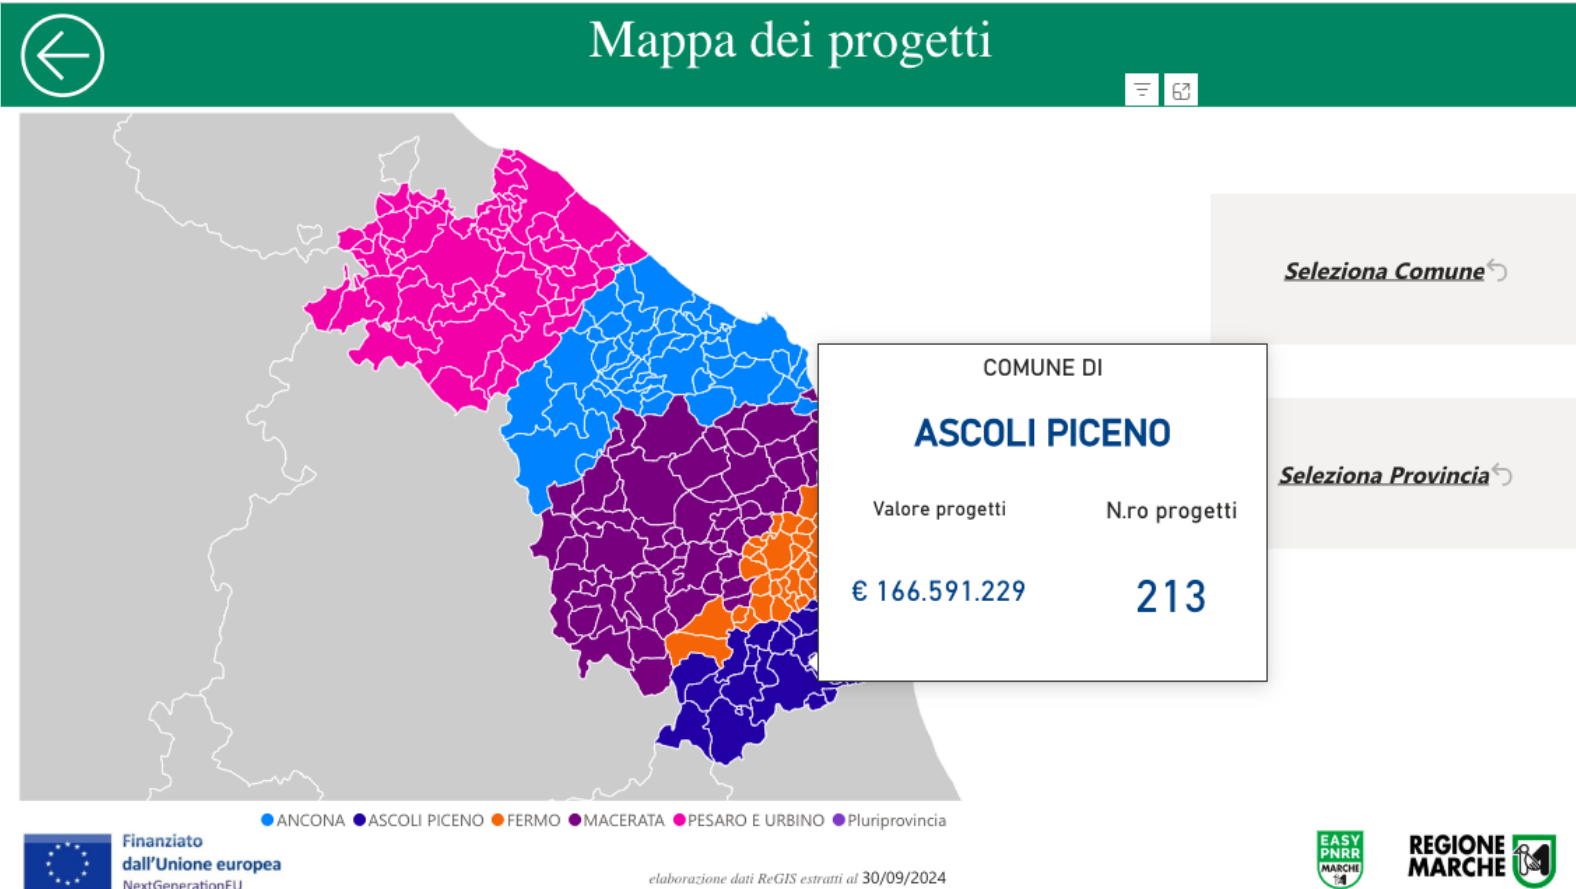 Mappa dei progetti
Seleziona Comune
COMUNE DI
ASCOLI PICENO
Valore progetti
N.ro progetti
€ 166.591.229
213
Seleziona Provincia
ANCONA ASCOLI PICENO FERMO MACERATA PESARO E URBINO Pluriprovincia
Finanziato
dall'Unione europea
NextGenerationEU
elaborazione dati ReGIS estratti al 30/09/2024
EASY
PNRR
MARCHE
REGIONE
MARCHE